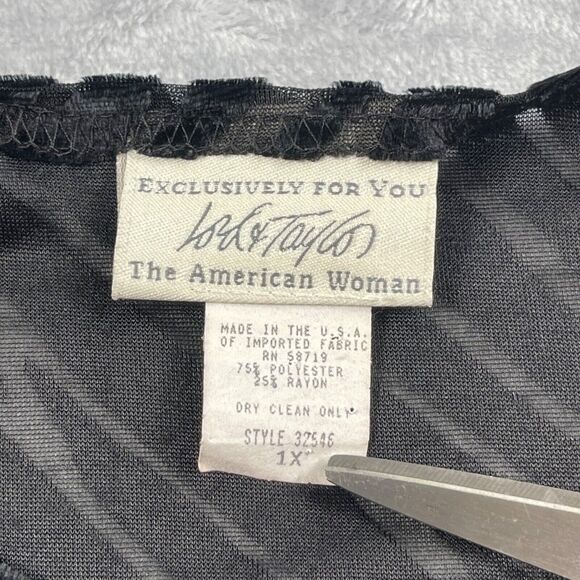 EXCLUSIVELY FOR YOU
Lord & Taylor
The American Woman
MADE IN THE U.S.A.
OF IMPORTED FABRIC
RN 58719
75% POLYESTER
25% RAYON
DRY CLEAN ONLY
STYLE 32546
1X